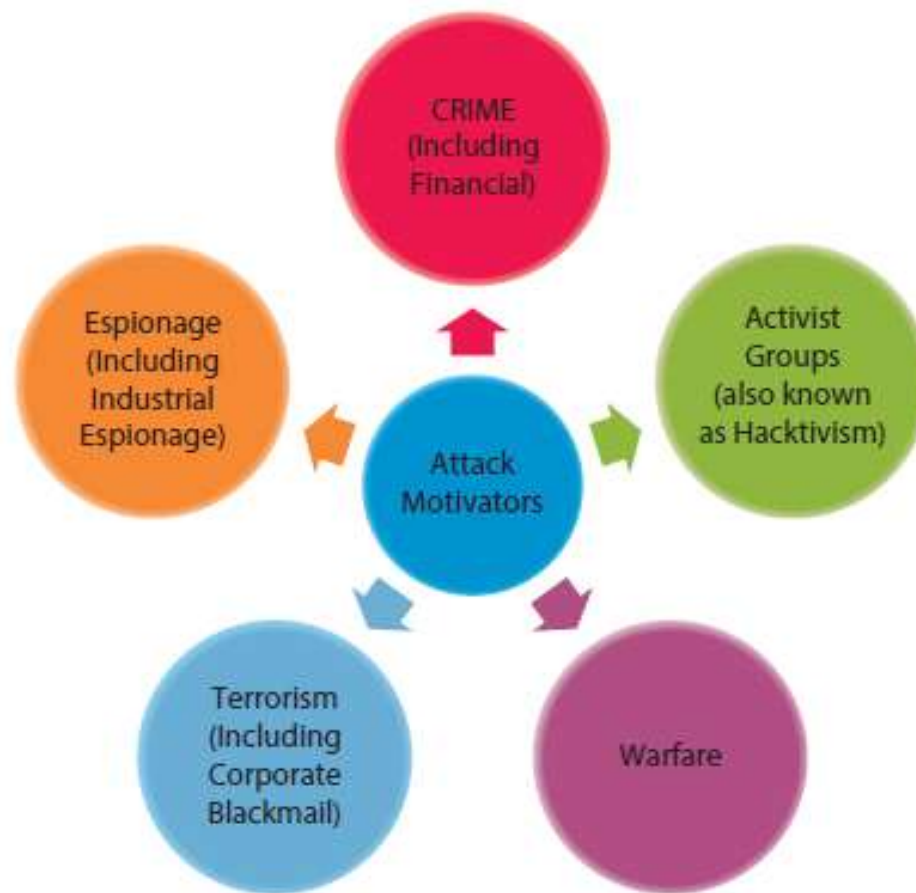 CRIME
(Including
Financial)
Espionage
(Including
Industrial
Espionage)
Activist
Groups
(also known
as Hacktivism)
Attack
Motivators
Terrorism
(Including
Corporate
Blackmail)
Warfare